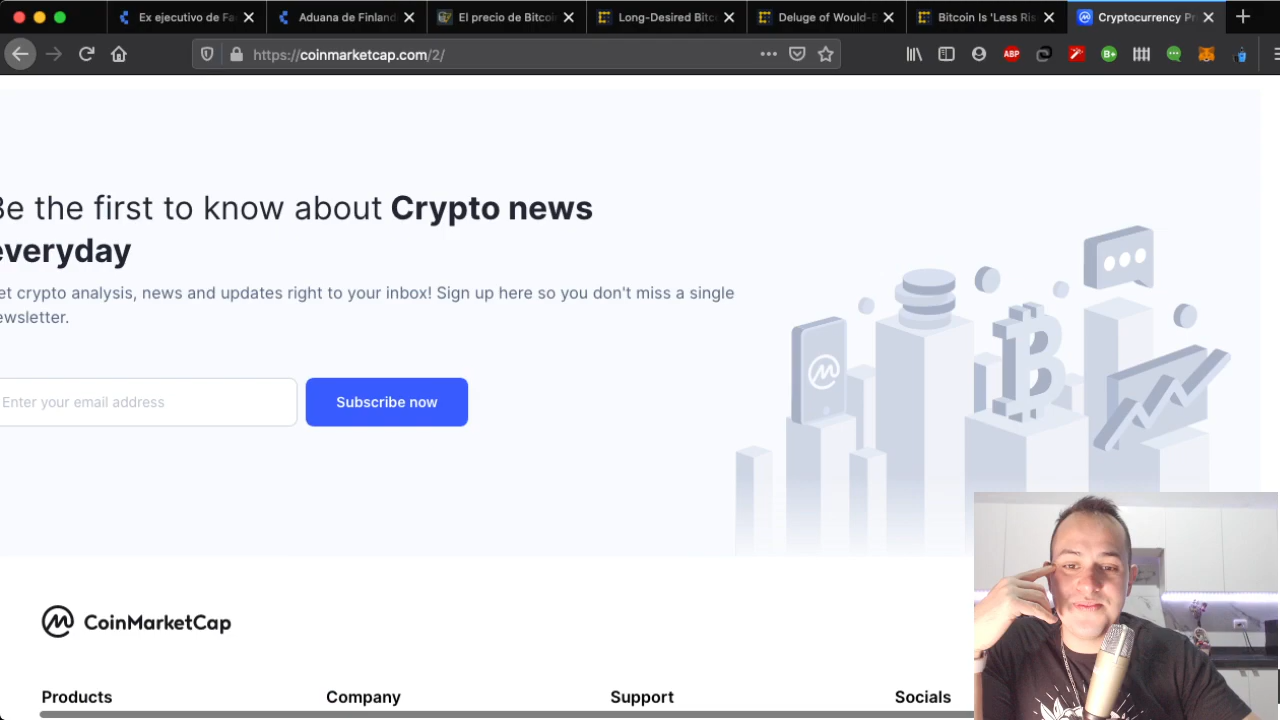 Ex ejecutivo de Fa
Aduana de Finland
El precio de Bitcoi
Long-Desired Bitc
Deluge of Would-B
Bitcoin Is 'Less Ris
Cryptocurrency Pr
https://coinmarketcap.com/2/
ABP
B+
Be the first to know about Crypto news
everyday
et crypto analysis, news and updates right to your inbox! Sign up here so you don't miss a single
ewsletter.
Enter your email address
Subscribe now
CoinMarketCap
Products
Company
Support
Socials